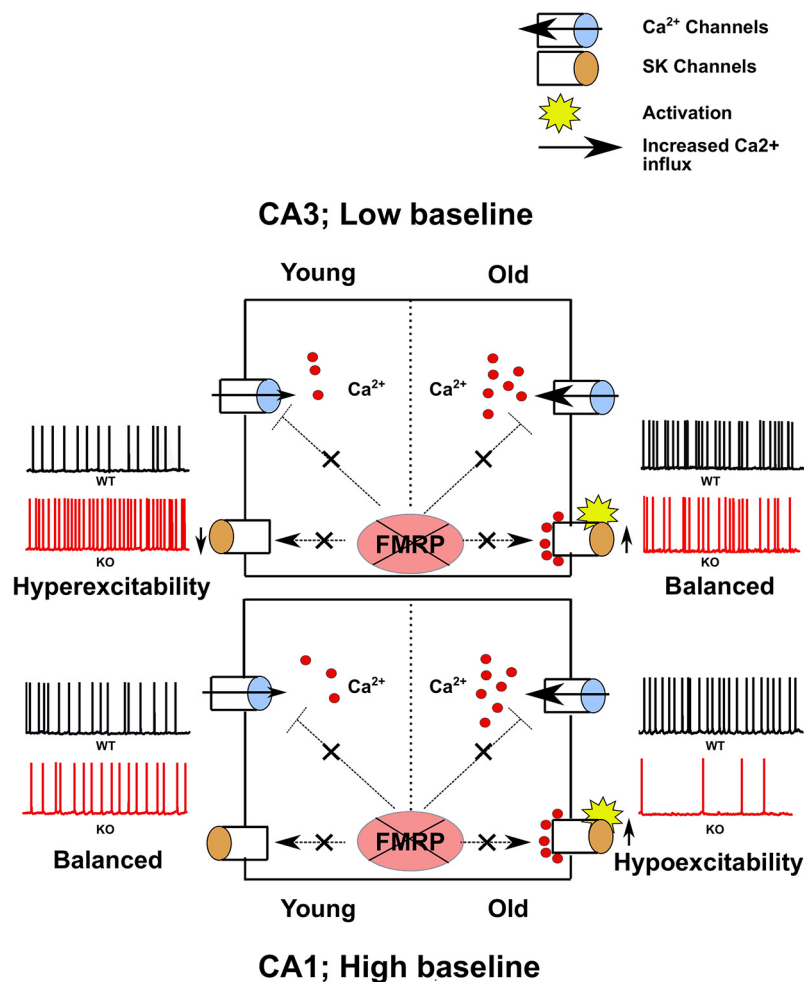 Ca2+ Channels
SK Channels
Activation
Increased Ca2+
influx
CA3; Low baseline
Young
Old
Ca2+
Ca2+
WT
WT
FMRP
KO
KO
Hyperexcitability
Balanced
Ca2+
Ca2+
WT
WT
FMRP
KO
KO
Balanced
Hypoexcitability
Young
Old
CA1; High baseline